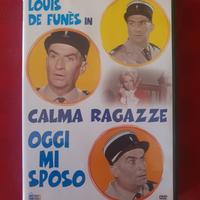 LOUIS
DE FUNÈS IN
CALMA RAGAZZE
OGGI
MI
SPOSO